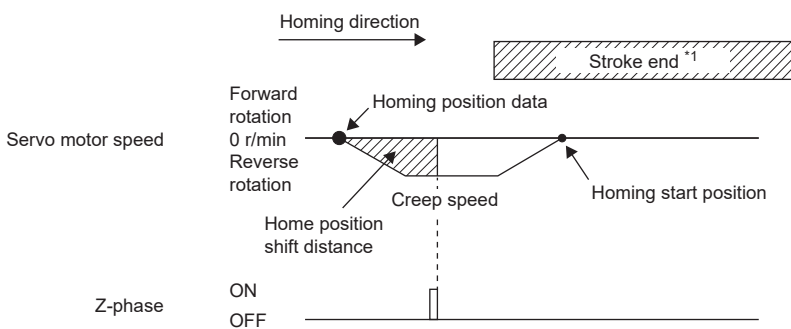 Homing direction
Stroke end *1
Forward
rotation
0 r/min
Reverse
rotation
Servo motor speed
Homing position data
Creep speed
Homing start position
Home position
shift distance
Z-phase
ON
OFF